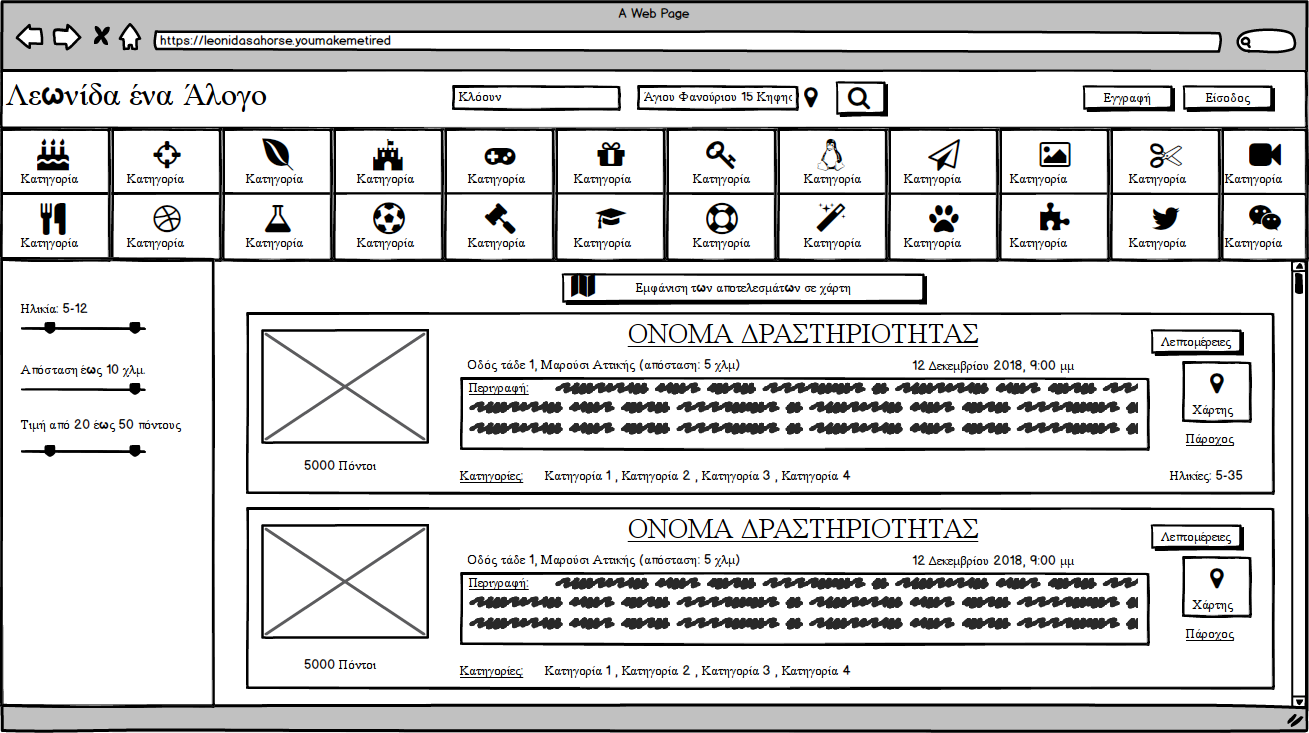 A Web Page
https://leonidasahorse.youmakemetired
Λεωνίδα ένα Άλογο
Κλόουν
Άγιου Φανούριου 15 Κηφης
Εγγραφή
Είσοδος
Κατηγορία Κατηγορία Κατηγορία Κατηγορία Κατηγορία Κατηγορία Κατηγορία Κατηγορία Κατηγορία Κατηγορία Κατηγορία Κατηγορία
Κατηγορία Κατηγορία Κατηγορία Κατηγορία Κατηγορία Κατηγορία Κατηγορία Κατηγορία Κατηγορία Κατηγορία Κατηγορία Κατηγορία
Ηλικία: 5-12
Απόσταση έως 10 χλμ.
Τιμή από 20 έως 50 πόντους
Εμφάνιση των αποτελεσμάτων σε χάρτη
ΟΝΟΜΑ ΔΡΑΣΤΗΡΙΟΤΗΤΑΣ
Λεπτομέρειες
Οδός τάδε 1, Μαρούσι Αττικής (απόσταση: 5 χλμ)
12 Δεκεμβρίου 2018, 9:00 μμ
Περιγραφή:
Χάρτης
Πάροχος
5000 Πόντοι
Κατηγορίες: Κατηγορία 1 , Κατηγορία 2 , Κατηγορία 3 , Κατηγορία 4
Ηλικίες: 5-35
ΟΝΟΜΑ ΔΡΑΣΤΗΡΙΟΤΗΤΑΣ
Λεπτομέρειες
Οδός τάδε 1, Μαρούσι Αττικής (απόσταση: 5 χλμ)
12 Δεκεμβρίου 2018, 9:00 μμ
Περιγραφή:
Χάρτης
Πάροχος
5000 Πόντοι
Κατηγορίες: Κατηγορία 1 , Κατηγορία 2 , Κατηγορία 3 , Κατηγορία 4